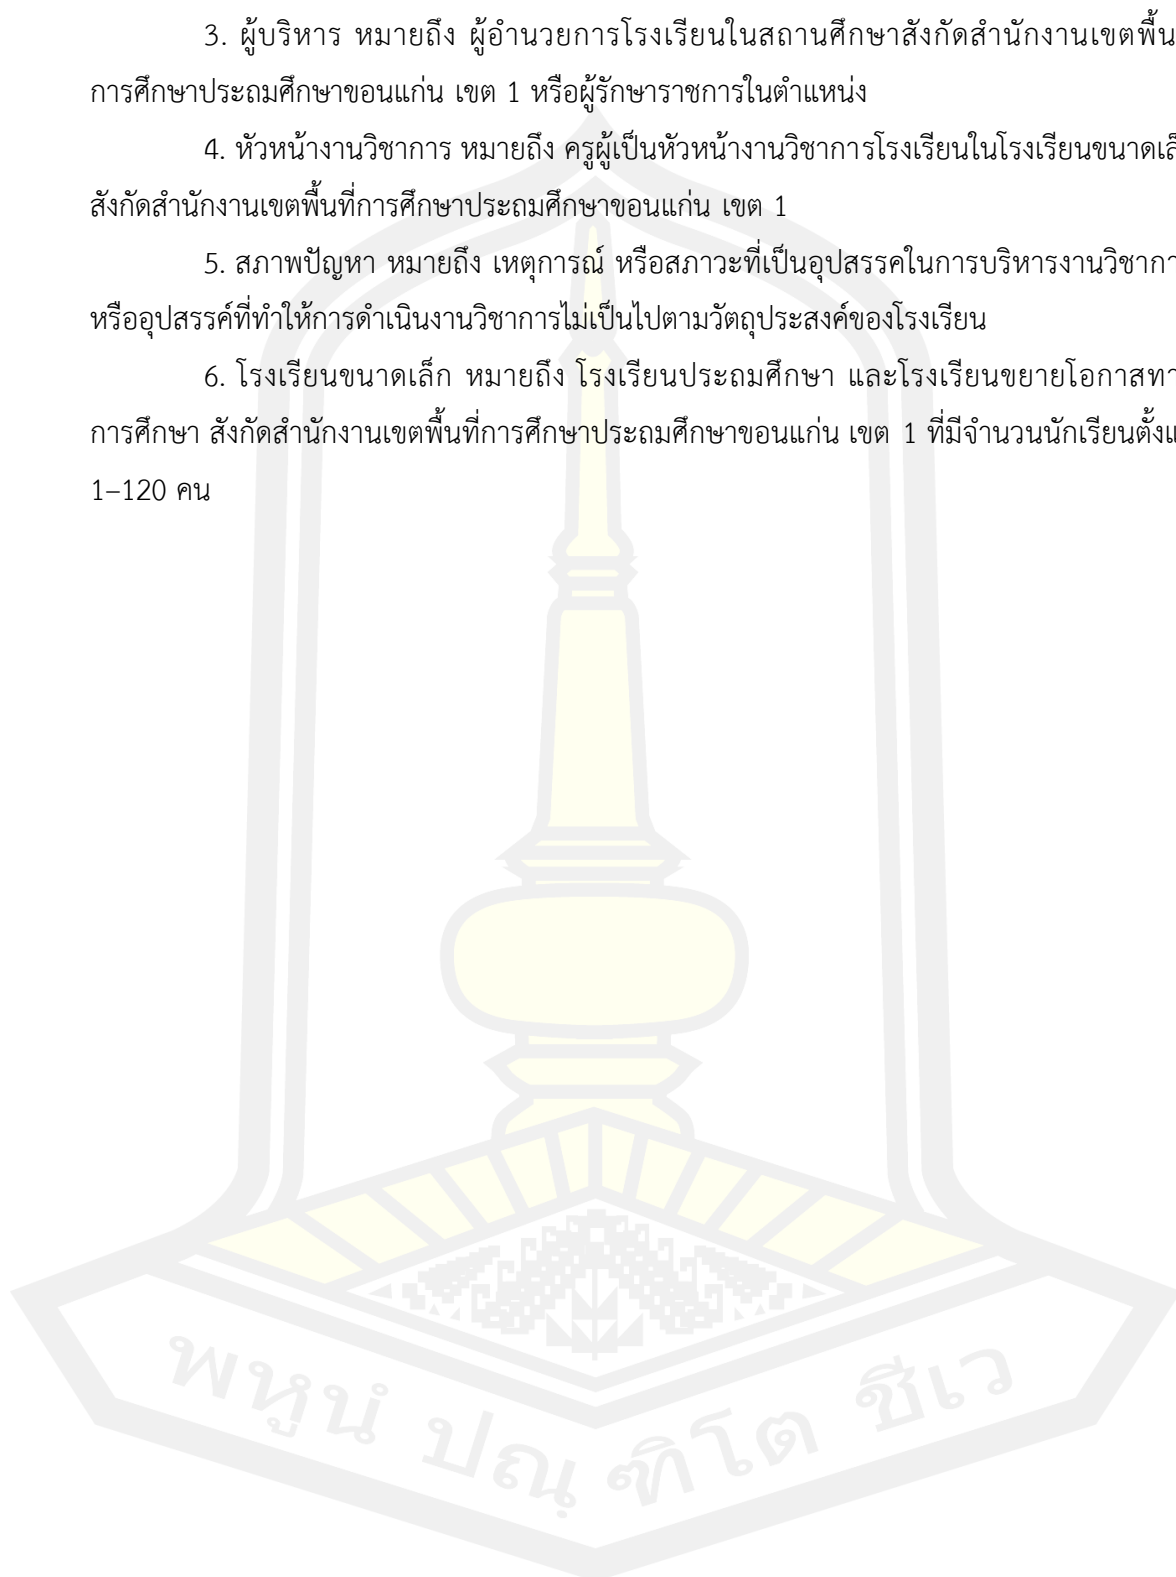 3. ผู้บริหาร หมายถึง ผู้อำนวยการโรงเรียนในสถานศึกษาสังกัดสำนักงานเขตพื้น
การศึกษาประถมศึกษาขอนแก่น เขต 1 หรือผู้รักษาราชการในตำแหน่ง
4. หัวหน้างานวิชาการ หมายถึง ครูผู้เป็นหัวหน้างานวิชาการโรงเรียนในโรงเรียนขนาดเล็
สังกัดสำนักงานเขตพื้นที่การศึกษาประถมศึกษาขอนแก่น เขต 1
5. สภาพปัญหา หมายถึง เหตุการณ์ หรือสภาวะที่เป็นอุปสรรคในการบริหารงานวิชากา
หรืออุปสรรค์ที่ทำให้การดำเนินงานวิชาการไม่เป็นไปตามวัตถุประสงค์ของโรงเรียน
6. โรงเรียนขนาดเล็ก หมายถึง โรงเรียนประถมศึกษา และโรงเรียนขยายโอกาสทา
การศึกษา สังกัดสำนักงานเขตพื้นที่การศึกษาประถมศึกษาขอนแก่น เขต 1 ที่มีจำนวนนักเรียนตั้งแ
1–120 คน
พหูนํ ปณฺฑิโต ชีเว